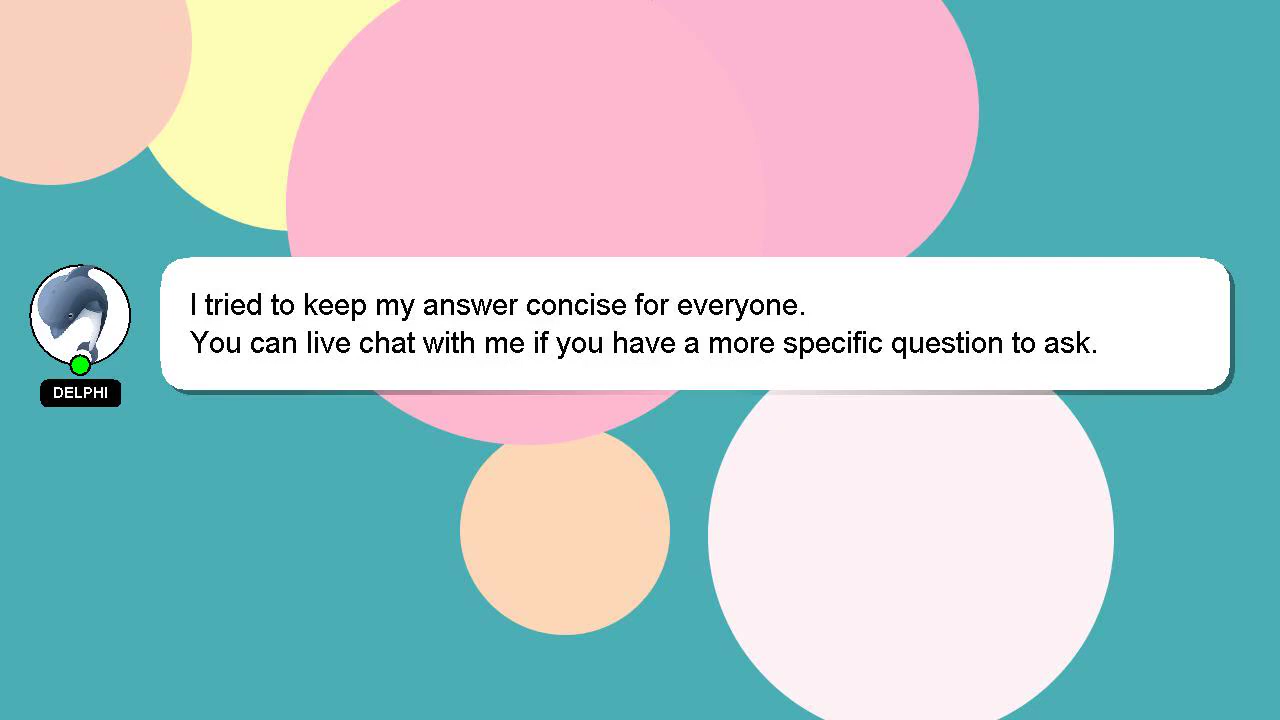 I tried to keep my answer concise for everyone.
You can live chat with me if you have a more specific question to ask.
DELPHI